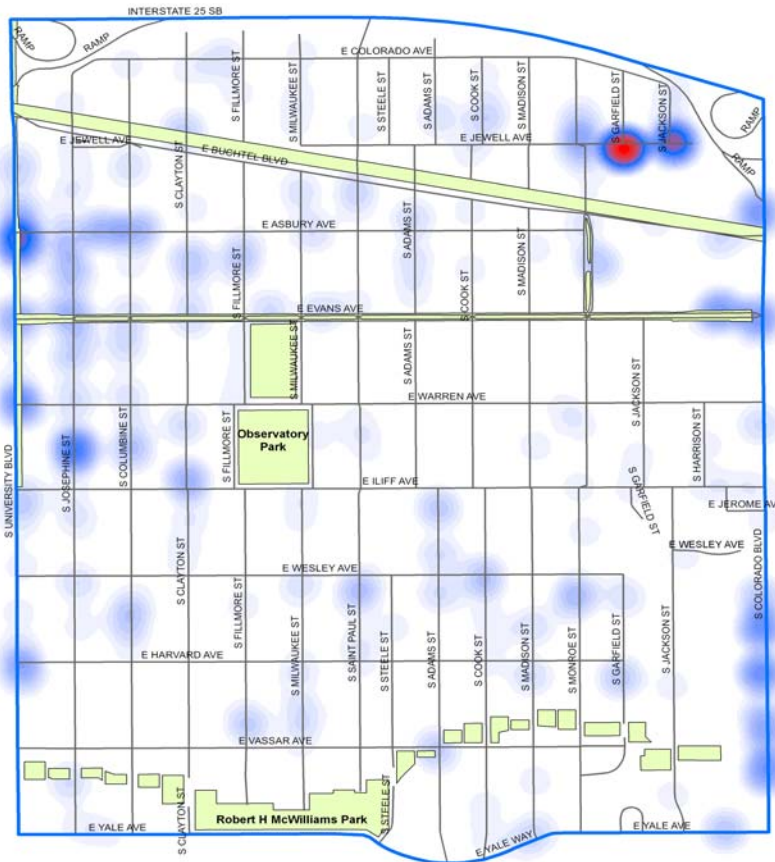 INTERSTATE 25 SB
RAMP
RAMP
E COLORADO AVE
S FILLMORE ST
S MILWAUKEE ST
S STEELE ST
S ADAMS ST
S COOK ST
S MADISON ST
S GARFIELD ST
S JACKSON ST
RAMP
RAMP
E JEWELL AVE
E JEWELL AVE
S CLAYTON ST
E BUCHTEL BLVD
E ASBURY AVE
S FILLMORE ST
S ADAMS ST
S COOK ST
S MADISON ST
E EVANS AVE
S MILWAUKEE ST
S ADAMS ST
S JACKSON ST
E WARREN AVE
S UNIVERSITY BLVD
S JOSEPHINE ST
S COLUMBINE ST
S FILLMORE ST
Observatory
Park
S HARRISON ST
E ILIFF AVE
S GARFIELD ST
E JEROME AVE
E WESLEY AVE
S COLORADO BLVD
S CLAYTON ST
E WESLEY AVE
S FILLMORE ST
S MILWAUKEE ST
S SAINT PAUL ST
S STEELE ST
S ADAMS ST
S COOK ST
S MADISON ST
S MONROE ST
S GARFIELD ST
S JACKSON ST
E HARVARD AVE
E VASSAR AVE
S CLAYTON ST
S STEELE ST
Robert H McWilliams Park
E YALE AVE
E YALE WAY
E YALE AVE